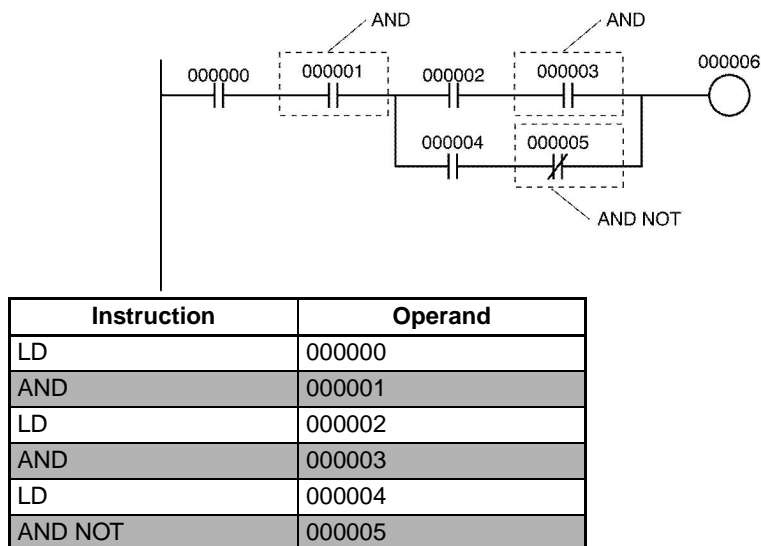 AND AND
000000 000001 000002 000003 000006
000004 000005
AND NOT
Instruction Operand
LD 000000
AND 000001
LD 000002
AND 000003
LD 000004
AND NOT 000005